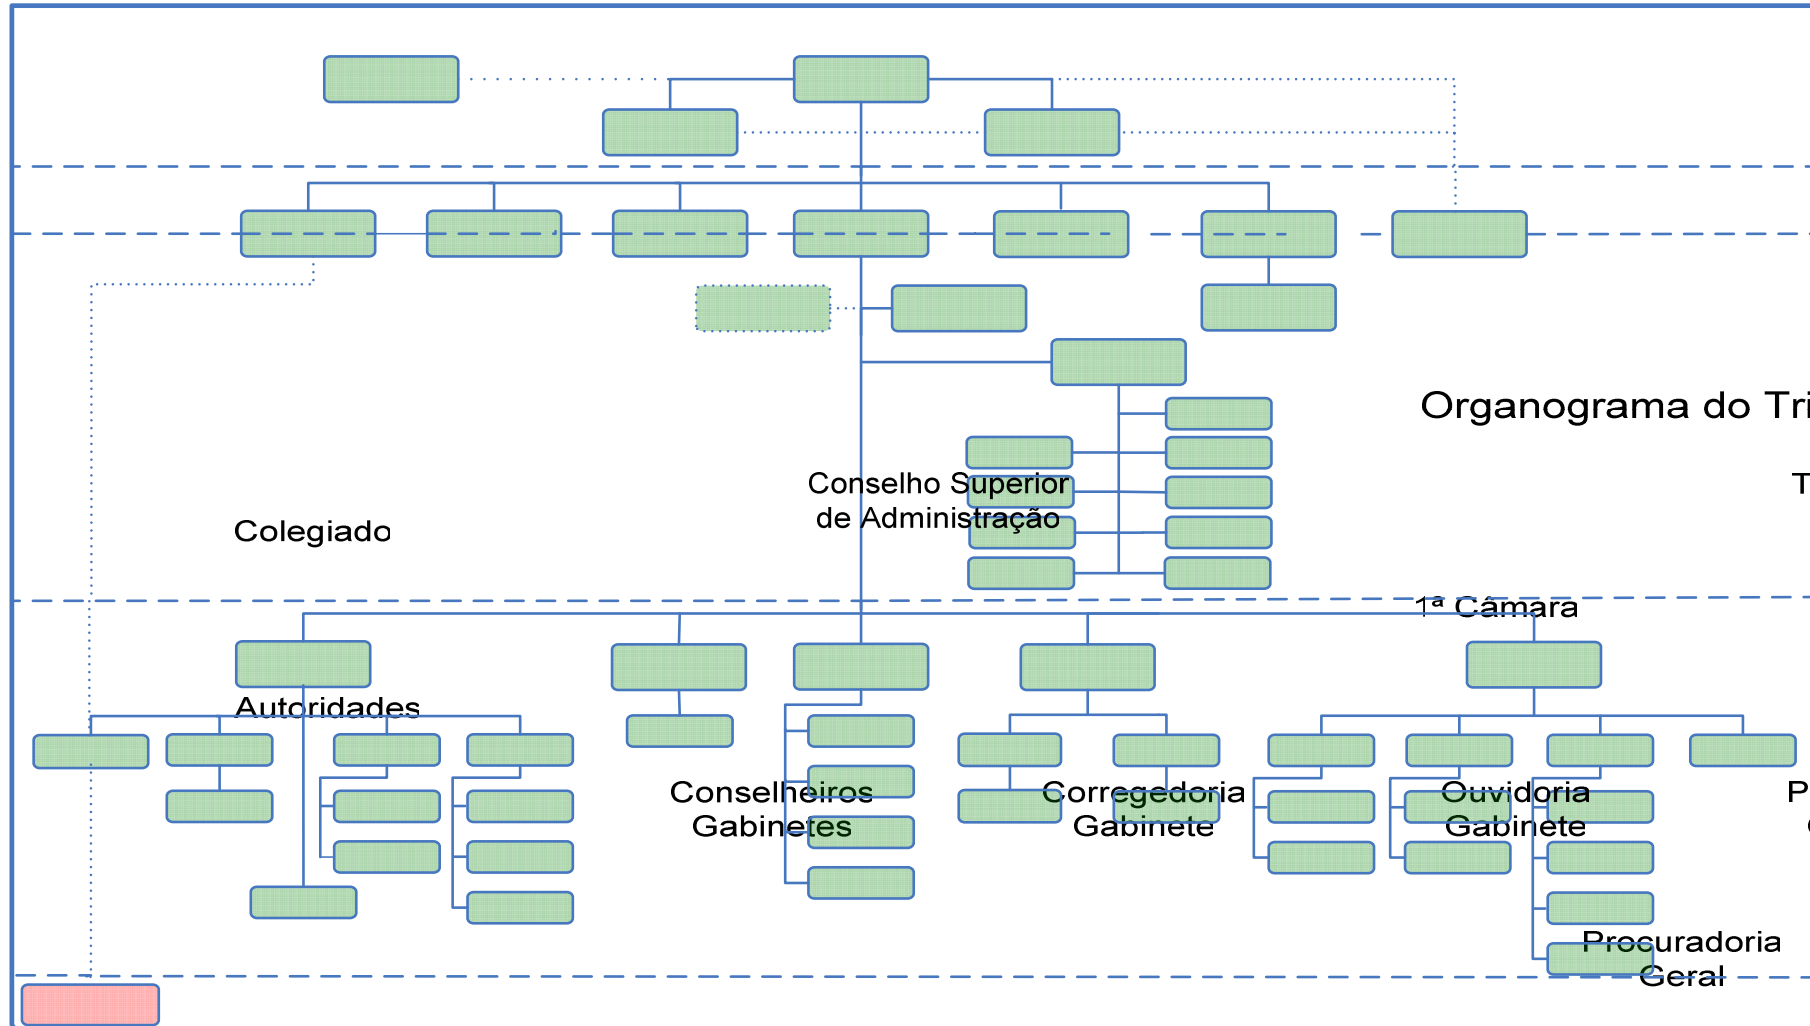 Organograma do Tri
Conselho Superior
de Administração
T
Colegiado
1ª Câmara
Autoridades
Conselheiros
Gabinetes
Corregedoria
Gabinete
Ouvidoria
Gabinete
P
Procuradoria
Geral